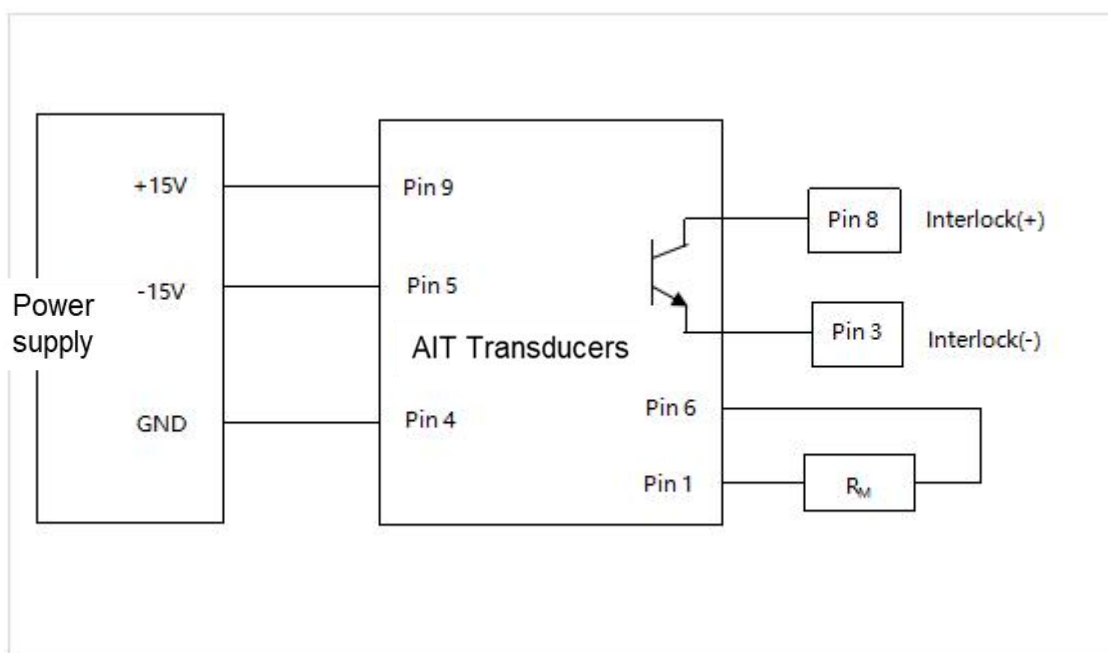 Power
supply
+15V
-15V
GND
Pin 9
Pin 5
AIT Transducers
Pin 4
Pin 6
Pin 1
Pin 8
Interlock(+)
Pin 3
Interlock(-)
RM